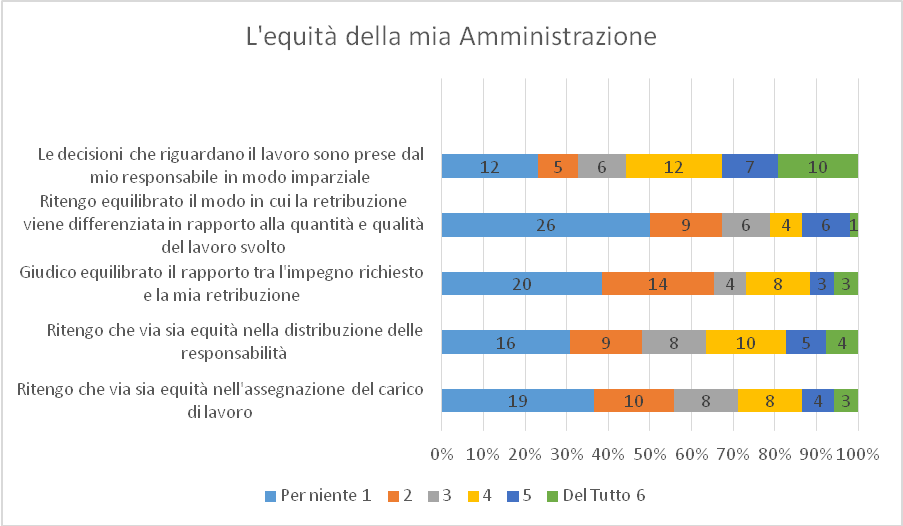 L'equità della mia Amministrazione
Le decisioni che riguardano il lavoro sono prese dal
mio responsabile in modo imparziale
12 5 6 12 7 10
Ritengo equilibrato il modo in cui la retribuzione
viene differenziata in rapporto alla quantità e qualità
del lavoro svolto
26 9 6 4 6 1
Giudico equilibrato il rapporto tra l'impegno richiesto
e la mia retribuzione
20 14 4 8 3 3
Ritengo che via sia equità nella distribuzione delle
responsabilità
16 9 8 10 5 4
Ritengo che via sia equità nell'assegnazione del carico
di lavoro
19 10 8 8 4 3
0% 10% 20% 30% 40% 50% 60% 70% 80% 90% 100%
Per niente 1 2 3 4 5 Del Tutto 6